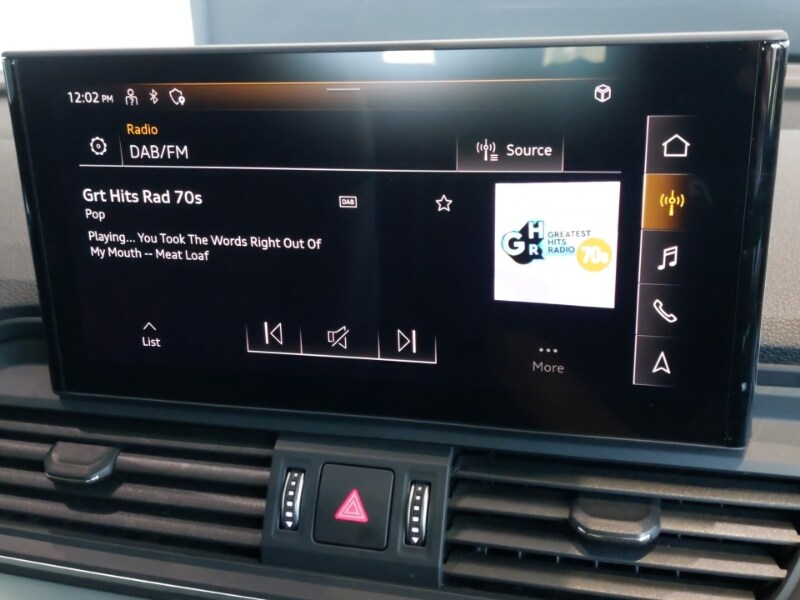 12:02 PM
Radio
DAB/FM
Source
Grt Hits Rad 70s
DAB
Pop
Playing... You Took The Words Right Out Of
My Mouth -- Meat Loaf
GHR
GREATEST
HITS
RADIO
70s
List
More